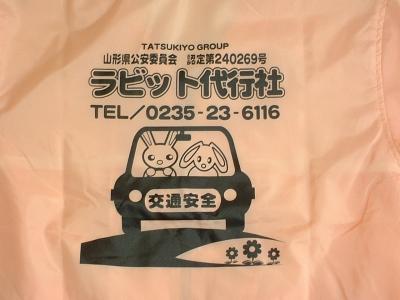 TATSUKIYO GROUP
山形県公安委員会 認定第240269号
ラビット代行社
TEL/0235-23-6116
交通安全